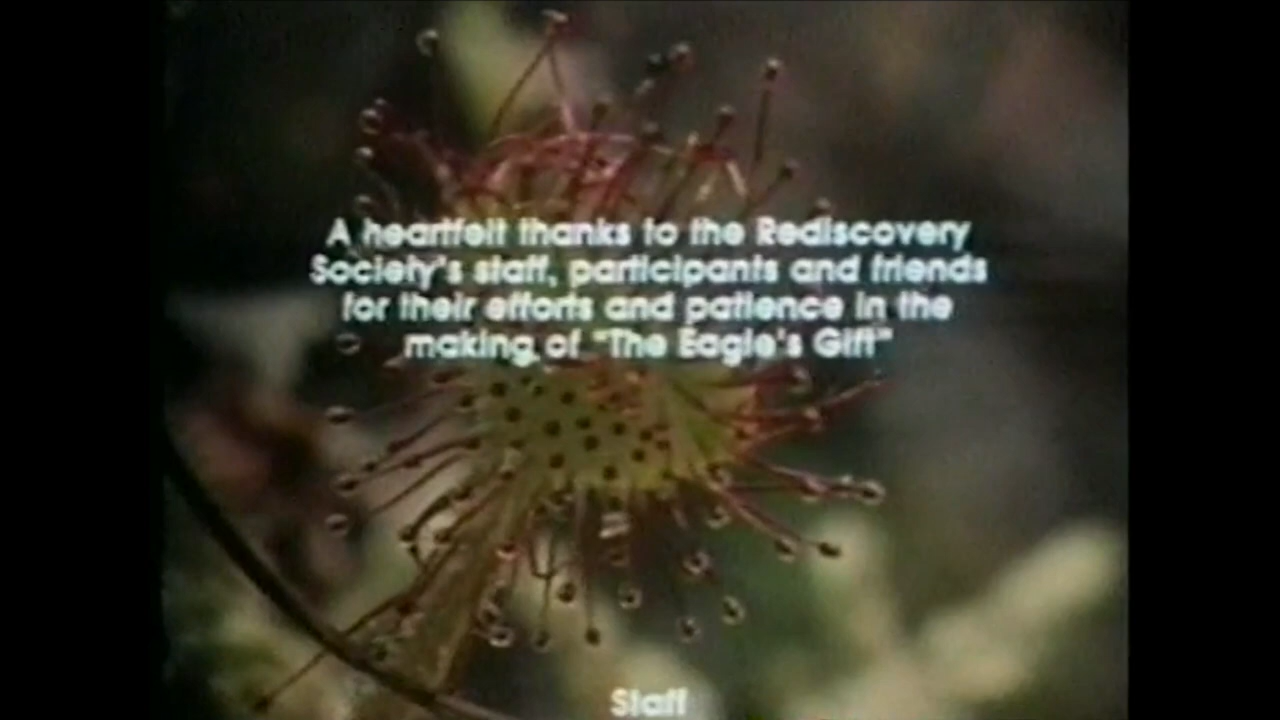 A heartfelt thanks to the Rediscovery
Society's staff, participants and friends
for their efforts and patience in the
making of "The Eagle's Gift"
Staff